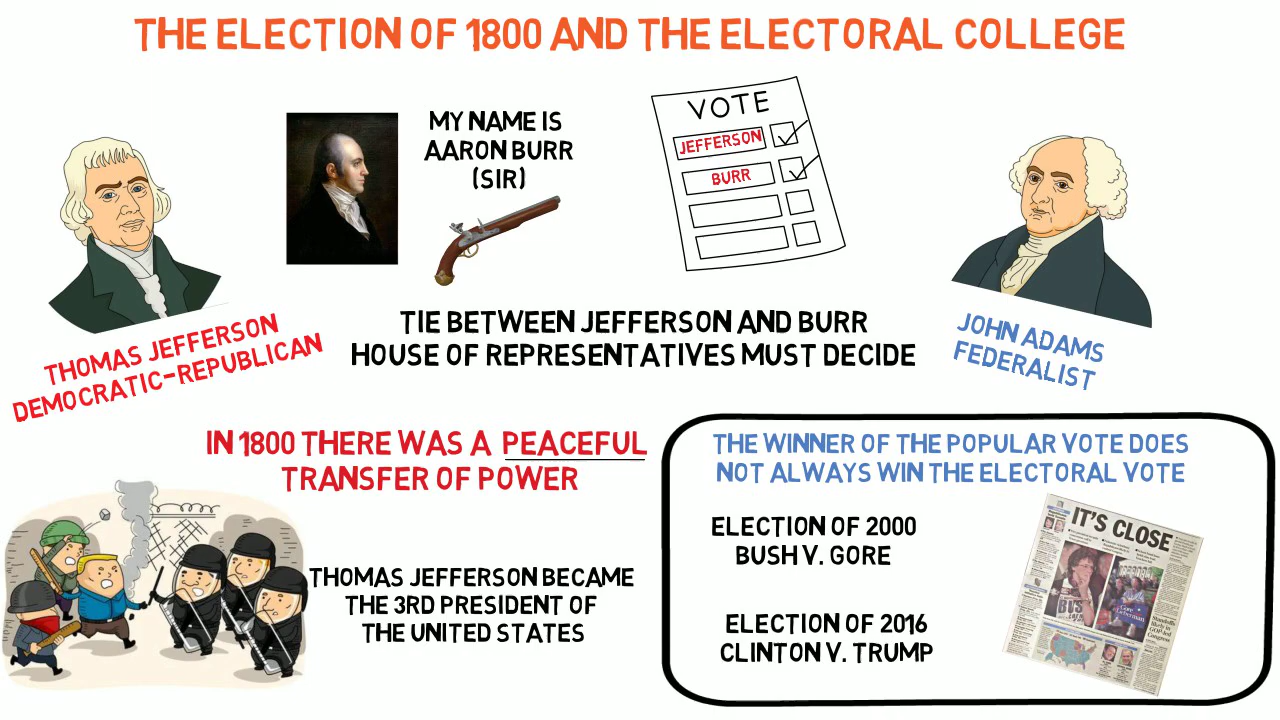 THE ELECTION OF 1800 AND THE ELECTORAL COLLEGE
MY NAME IS
AARON BURR
(SIR)
VOTE
JEFFERSON
BURR
THOMAS JEFFERSON
DEMOCRATIC-REPUBLICAN
TIE BETWEEN JEFFERSON AND BURR
HOUSE OF REPRESENTATIVES MUST DECIDE
JOHN ADAMS
FEDERALIST
IN 1800 THERE WAS A PEACEFUL
TRANSFER OF POWER
THOMAS JEFFERSON BECAME
THE 3RD PRESIDENT OF
THE UNITED STATES
THE WINNER OF THE POPULAR VOTE DOES
NOT ALWAYS WIN THE ELECTORAL VOTE
ELECTION OF 2000
BUSH V. GORE
ELECTION OF 2016
CLINTON V. TRUMP
IT'S CLOSE